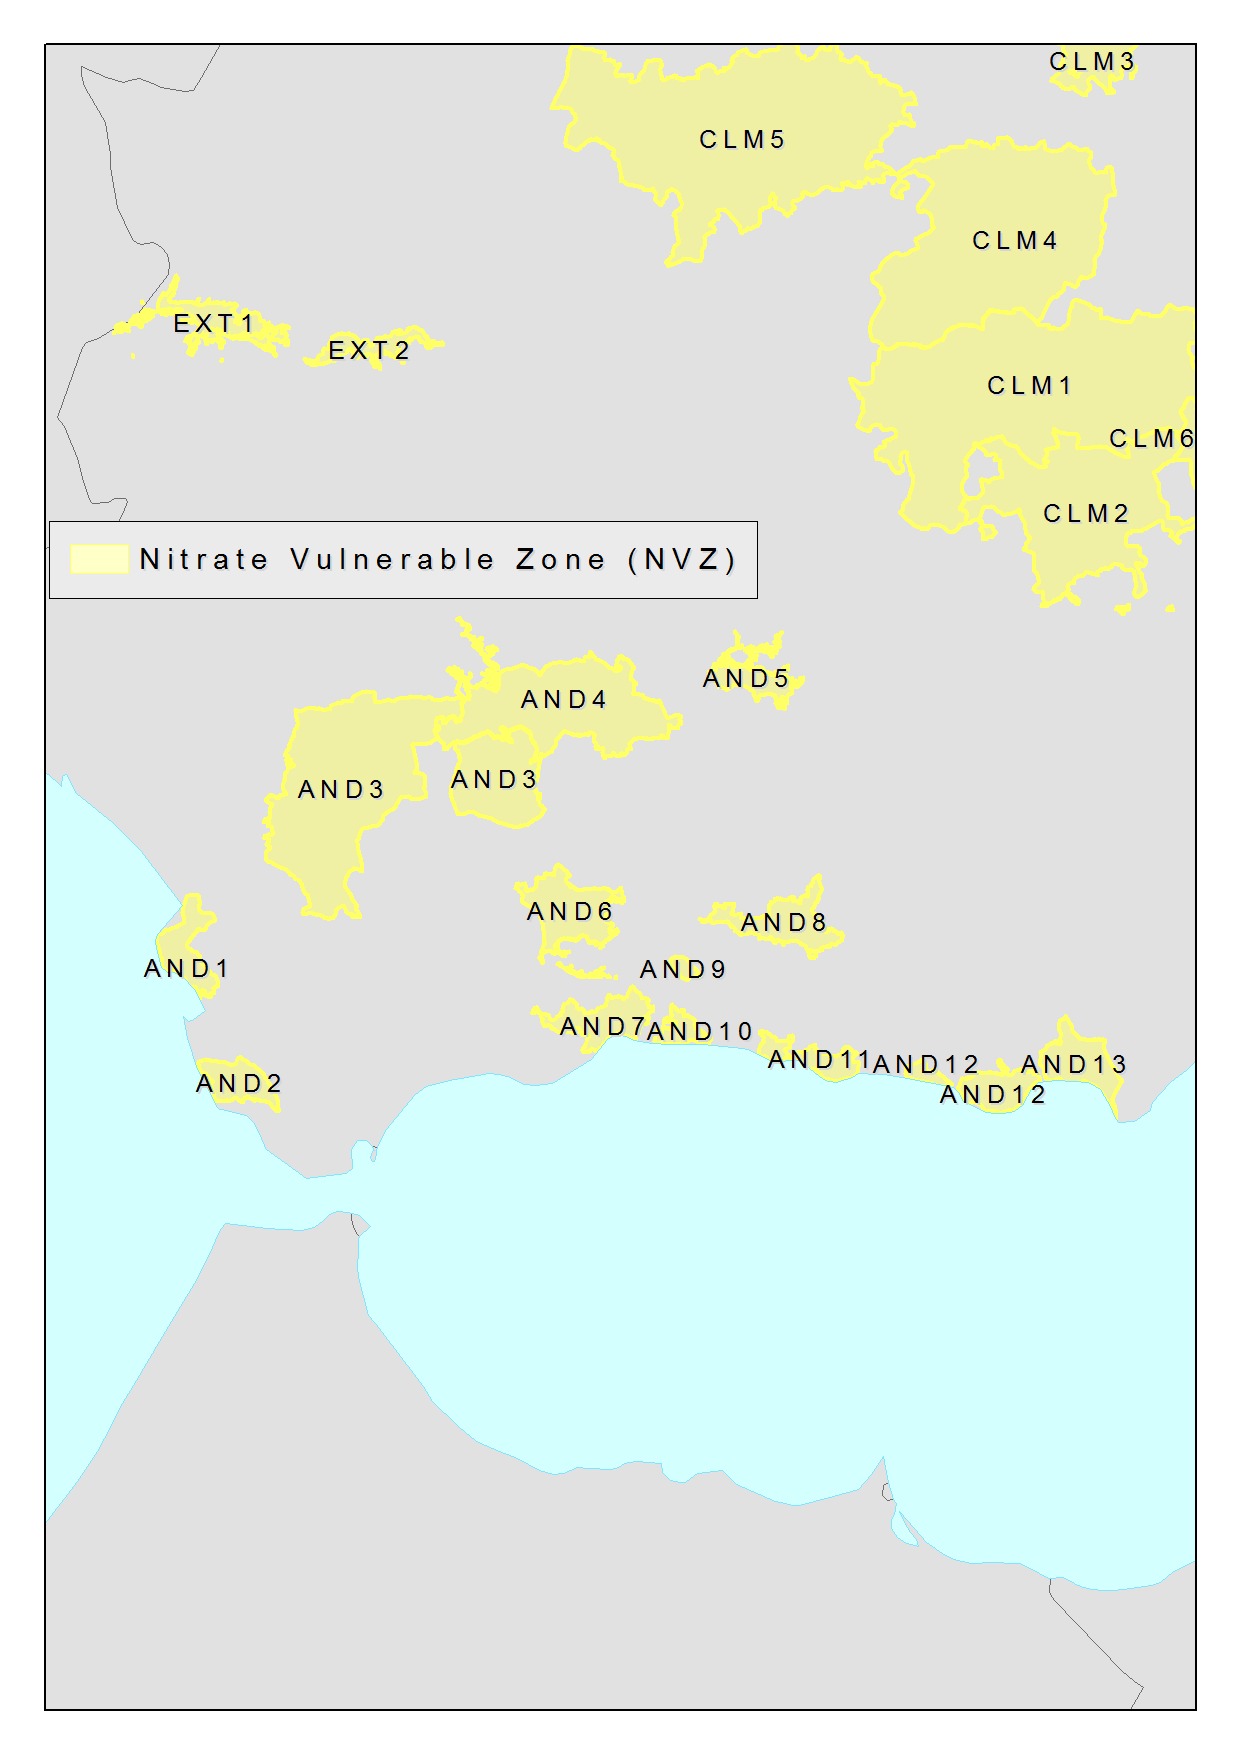 CLM3
CLM5
CLM4
EXT1
EXT2
CLM1
CLM6
CLM2
Nitrate Vulnerable Zone (NVZ)
AND5
AND4
AND3
AND3
AND6
AND8
AND1
AND9
AND7
AND10
AND11
AND12
AND13
AND2
AND12